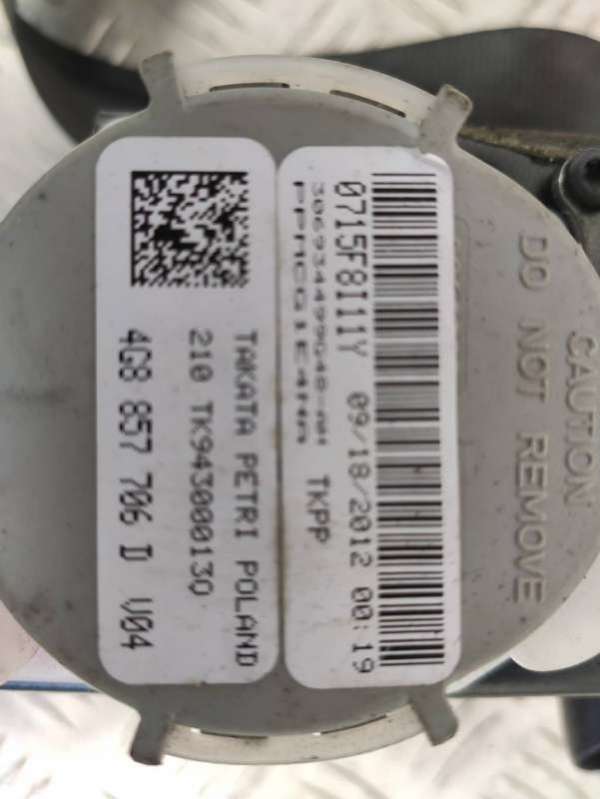 CAUTION
DO NOT REMOVE
0715F8I11Y 09/18/2012 00:19
TKPP
TAKATA PETRI POLAND
210 TK94300013Q
4G8 857 706 D V04